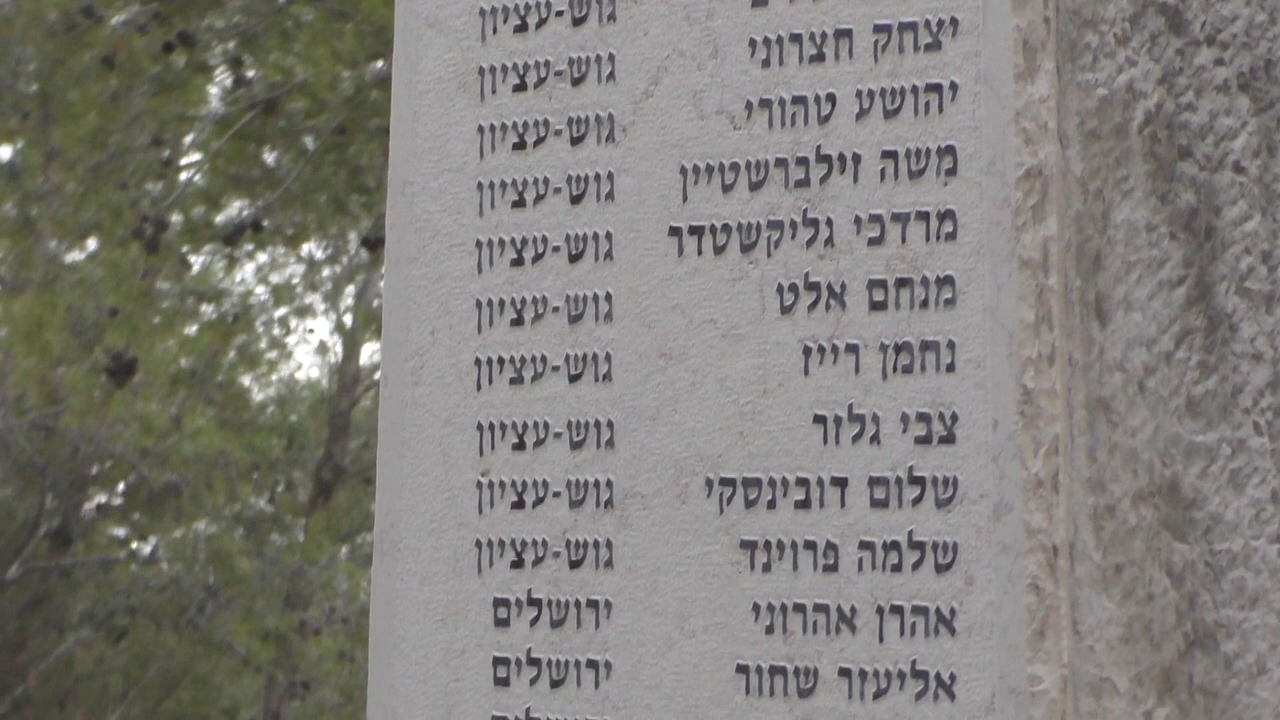 גוש-עציון
יצחק חצרוני גוש-עציון
יהושע טהורי גוש-עציון
משה זילברשטיין גוש-עציון
מרדכי גליקשטדר גוש-עציון
מנחם אלט גוש-עציון
נחמן רייז גוש-עציון
צבי גלזר גוש-עציון
שלום דובינסקי גוש-עציון
שלמה פרוינד גוש-עציון
אהרן אהרוני ירושלים
אליעזר שחור ירושלים